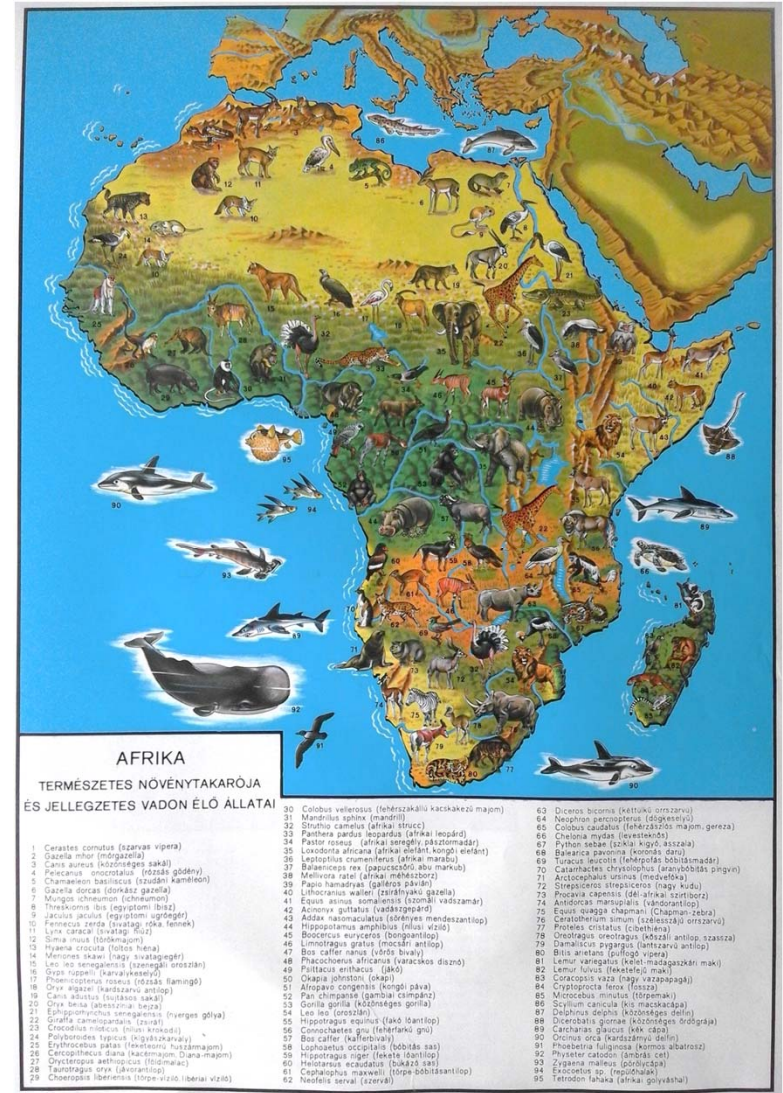 AFRIKA
TERMÉSZETES NÖVÉNYTAKARÓJA
ÉS JELLEGZETES VADON ÉLŐ ÁLLATAI
1 Cerastes cornutus (szarvas vipera)
2 Gazella mhor (mórgazella)
3 Canis aureus (közönséges sakál)
4 Pelecanus onocrotalus (rózsás gödény)
5 Chamaeleon basiliscus (szudáni kaméleon)
6 Gazella dorcas (dorkász gazella)
7 Mungos ichneumon (ichneumon)
8 Threskiornis ibis (egyiptomi íbisz)
9 Jaculus jaculus (egyiptomi ugróegér)
10 Fennecus zerda (sivatagi róka, fennek)
11 Lynx caracal (sivatagi hiúz)
12 Simia inuus (törökmajom)
13 Hyaena crocuta (foltos hiéna)
14 Meriones skawi (nagy sivatagiegér)
15 Leo leo senegalensis (szenegáli oroszlán)
16 Gyps rüppelli (karvalykeselyű)
17 Phoenicopterus roseus (rózsás flamingó)
18 Oryx algazel (kardszarvú antilop)
19 Canis adustus (sujtásos sakál)
20 Oryx beisa (abesszíniai bejza)
21 Ephippiorhynchus senegalensis (nyerges gólya)
22 Giraffa camelopardalis (zsiráf)
23 Crocodilus niloticus (nílusi krokodil)
24 Polyboroides typicus (kígyászkarvaly)
25 Erythrocebus patas (feketeorrú huszármajom)
26 Cercopithecus diana (kacérmajom, Diana-majom)
27 Orycteropus aethiopicus (földimalac)
28 Taurotragus oryx (jávorantilop)
29 Choeropsis liberiensis (törpe-víziló, libériai víziló)
30 Colobus vellerosus (fehérszakállú kacskakezű majom)
31 Mandrillus sphinx (mandrill)
32 Struthio camelus (afrikai strucc)
33 Panthera pardus leopardus (afrikai leopárd)
34 Pastor roseus (afrikai seregély, pásztormadár)
35 Loxodonta africana (afrikai elefánt, kongói elefánt)
36 Leptoptilus crumeniferus (afrikai marabu)
37 Balaeniceps rex (papucscsőrű, abu markub)
38 Mellivora ratel (afrikai méhészborz)
39 Papio hamadryas (galléros pávián)
40 Lithocranius walleri (zsiráfnyakú gazella)
41 Equus asinus somaliensis (szomáli vadszamár)
42 Acinonyx guttatus (vadászgepárd)
43 Addax nasomaculatus (sörényes mendeszantilop)
44 Hippopotamus amphibius (nílusi víziló)
45 Boocercus euryceros (bongoantilop)
46 Limnotragus gratus (mocsári antilop)
47 Bos caffer nanus (vörös bivaly)
48 Phacochoerus africanus (varacskos disznó)
49 Psittacus erithacus (jákó)
50 Okapia johnstoni (okapi)
51 Afropavo congensis (kongói páva)
52 Pan chimpanse (gambiai csimpánz)
53 Gorilla gorilla (közönséges gorilla)
54 Leo leo (oroszlán)
55 Hippotragus equinus (fakó lóantilop)
56 Connochaetes gnu (fehérfarkú gnú)
57 Bos caffer (kafferbivaly)
58 Lophaetus occipitalis (bóbitás sas)
59 Hippotragus niger (fekete lóantilop)
60 Helotarsus ecaudatus (bukázó sas)
61 Cephalophus maxwelli (törpe-bóbitásantilop)
62 Neofelis serval (szervál)
63 Diceros bicornis (kettülkű orrszarvú)
64 Neophron percnopterus (dögkeselyű)
65 Colobus caudatus (fehérzászlós majom, gereza)
66 Chelonia mydas (levesteknős)
67 Python sebae (sziklai kígyó, asszala)
68 Balearica pavonina (koronás daru)
69 Turacus leucotis (fehérpofás bóbitásmadár)
70 Catarrhactes chrysolophus (aranybóbitás pingvin)
71 Arctocephalus ursinus (medvefóka)
72 Strepsiceros strepsiceros (nagy kudu)
73 Procavia capensis (dél-afrikai szirtiborz)
74 Antidorcas marsupialis (vándorantilop)
75 Equus quagga chapmani (Chapman-zebra)
76 Ceratotherium simum (szélesszájú orrszarvú)
77 Proteles cristatus (cibethiéna)
78 Oreotragus oreotragus (kőszáli antilop, szassza)
79 Damaliscus pygargus (lantszarvú antilop)
80 Bitis arietans (puffogó vipera)
81 Lemur variegatus (kelet-madagaszkári maki)
82 Lemur fulvus (feketefejű maki)
83 Coracopsis vaza (nagy vazapapagáj)
84 Cryptoprocta ferox (fossza)
85 Microcebus minutus (törpemaki)
86 Scyllium canicula (kis macskacápa)
87 Delphinus delphis (közönséges delfin)
88 Dicerobatis giornae (közönséges ördögrája)
89 Carcharias glaucus (kék cápa)
90 Orcinus orca (kardszárnyú delfin)
91 Phoebetria fuliginosa (kormos albatrosz)
92 Physeter catodon (ámbrás cet)
93 Zygaena malleus (pörölycápa)
94 Exocoetus sp. (repülőhalak)
95 Tetrodon fahaka (afrikai golyváshal)